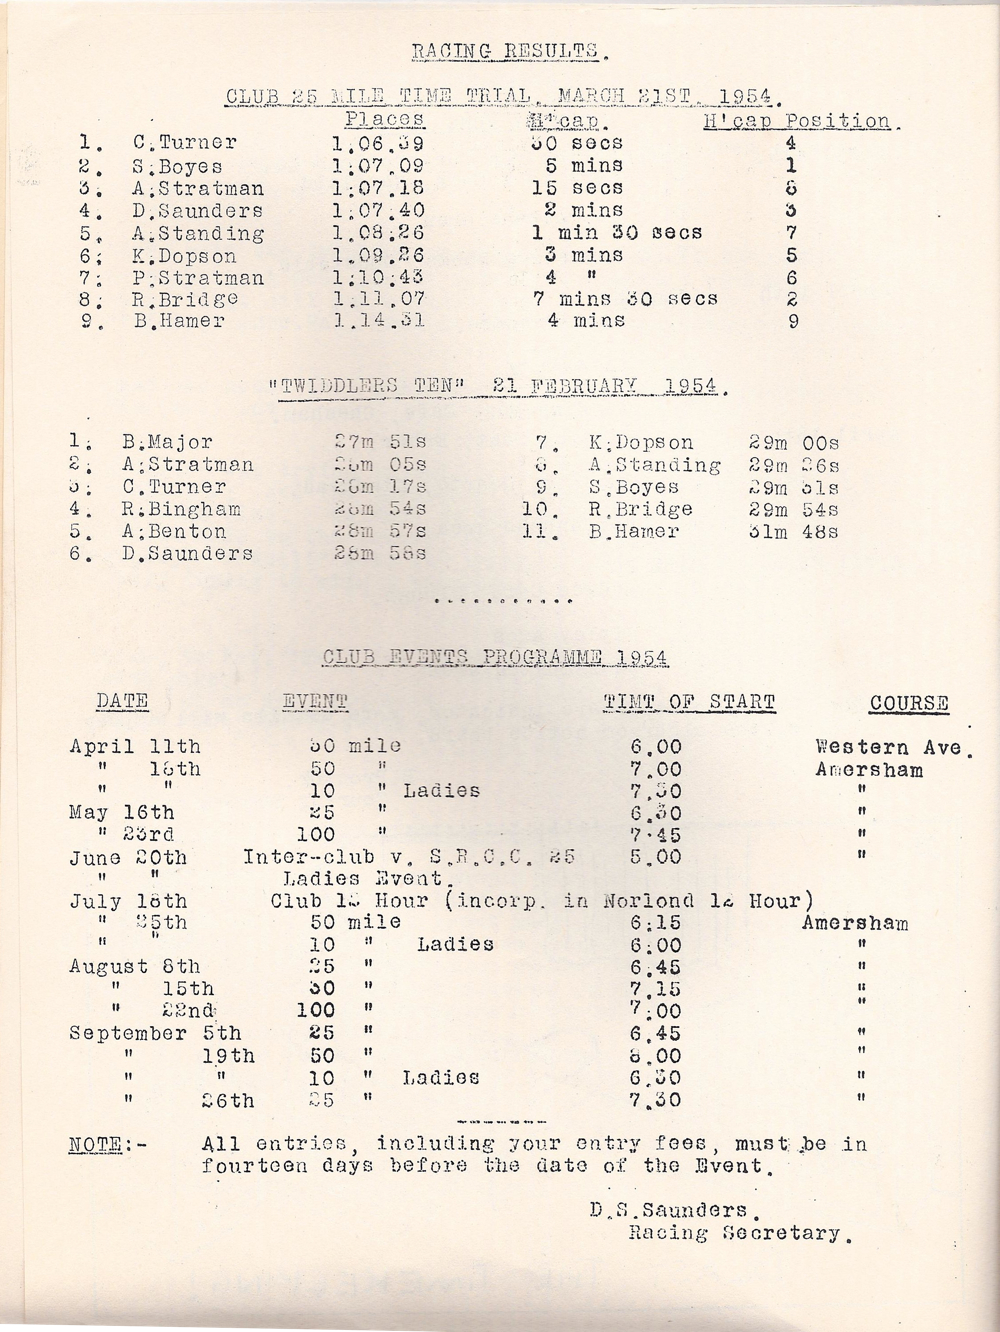 RACING RESULTS.
CLUB 25 MILE TIME TRIAL. MARCH 21ST. 1954.
Places H'cap. H'cap Position.
1. C.Turner 1.06.39 30 secs 4
2. S.Boyes 1:07.09 5 mins 1
3. A.Stratman 1:07.18 15 secs 8
4. D.Saunders 1:07:40 2 mins 3
5. A.Standing 1.08:26 1 min 30 secs 7
6; K.Dopson 1.09.26 3 mins 5
7: P:Stratman 1:10:43 4 " 6
8; R.Bridge 1.11.07 7 mins 30 secs 2
9. B.Hamer 1.14.31 4 mins 9
"TWIDDLERS TEN" 21 FEBRUARY 1954.
1. B.Major 27m 51s 7. K.Dopson 29m 00s
2. A.Stratman 28m 05s 8. A.Standing 29m 26s
3; C.Turner 28m 17s 9. S.Boyes 29m 31s
4. R.Bingham 28m 54s 10. R.Bridge 29m 54s
5. A;Benton 28m 57s 11. B.Hamer 31m 48s
6. D.Saunders 28m 58s
...........
CLUB EVENTS PROGRAMME 1954
DATE EVENT TIMT OF START COURSE
April 11th 30 mile 6.00 Western Ave.
" 18th 50 " 7.00 Amersham
" " 10 " Ladies 7.30 "
May 16th 25 " 6.30 "
" 23rd 100 " 7.45 "
June 20th Inter-club v. S.R.C.C. 25 5.00 "
" " Ladies Event.
July 18th Club 12 Hour (incorp. in Norlond 12 Hour)
" 25th 50 mile 6:15 Amersham
" " 10 " Ladies 6:00 "
August 8th 25 " 6.45 "
" 15th 30 " 7.15 "
" 22nd 100 " 7:00 "
September 5th 25 " 6.45 "
" 19th 50 " 6.00 "
" " 10 " Ladies 6.30 "
" 26th 25 " 7.30 "
-------
NOTE:- All entries, including your entry fees, must be in
fourteen days before the date of the Event.
D.S.Saunders.
Racing Secretary.